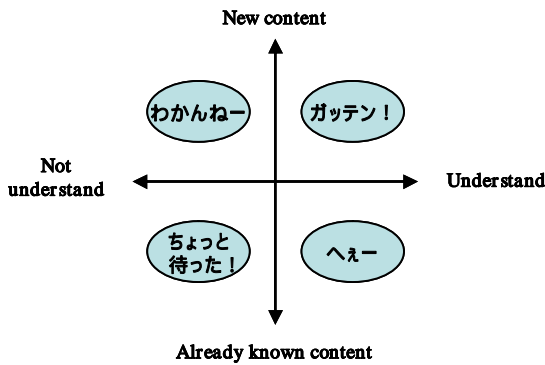 New content
わかんねー
ガッテン！
Not
understand
Understand
ちょっと
待った！
へぇー
Already known content